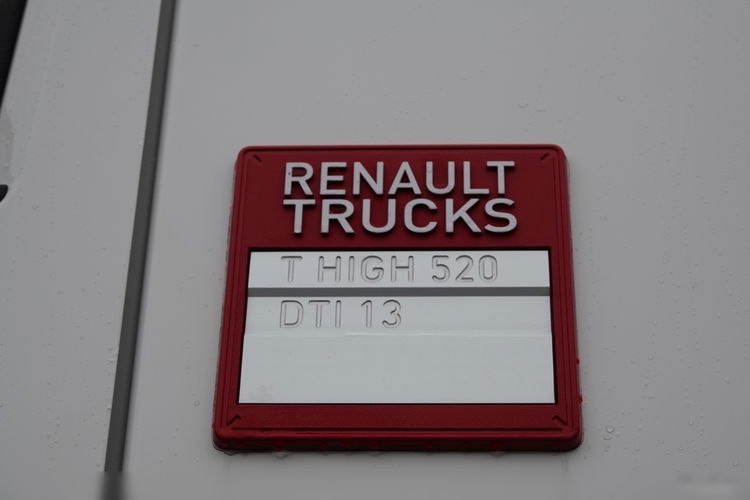 RENAULT
TRUCKS
T HIGH 520
DTI 13